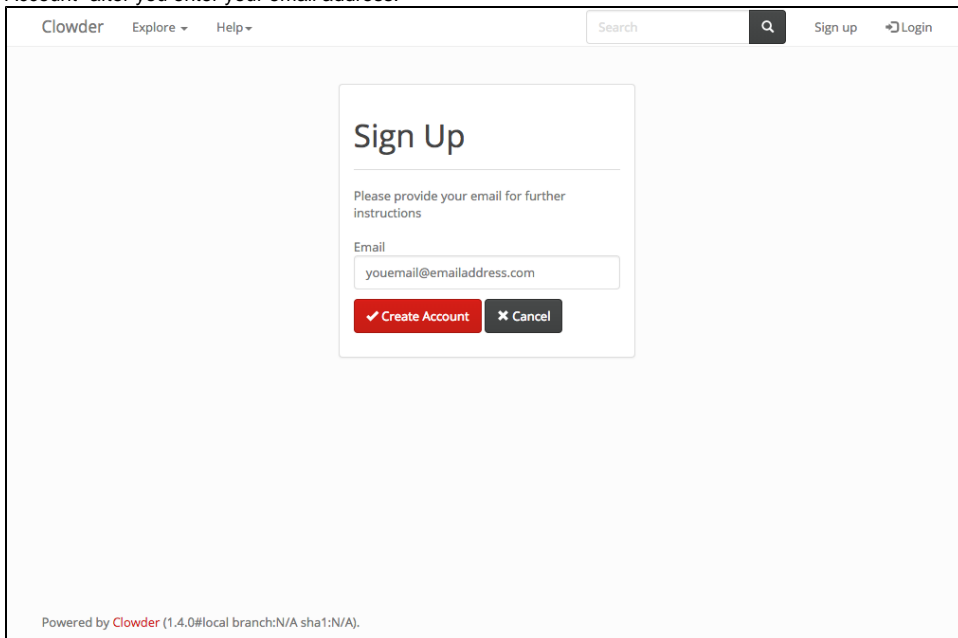 Account" after you enter your email address.
Clowder Explore Help Search Sign up Login
Sign Up
Please provide your email for further
instructions
Email
youemail@emailaddress.com
Create Account Cancel
Powered by Clowder (1.4.0#local branch:N/A sha1:N/A).